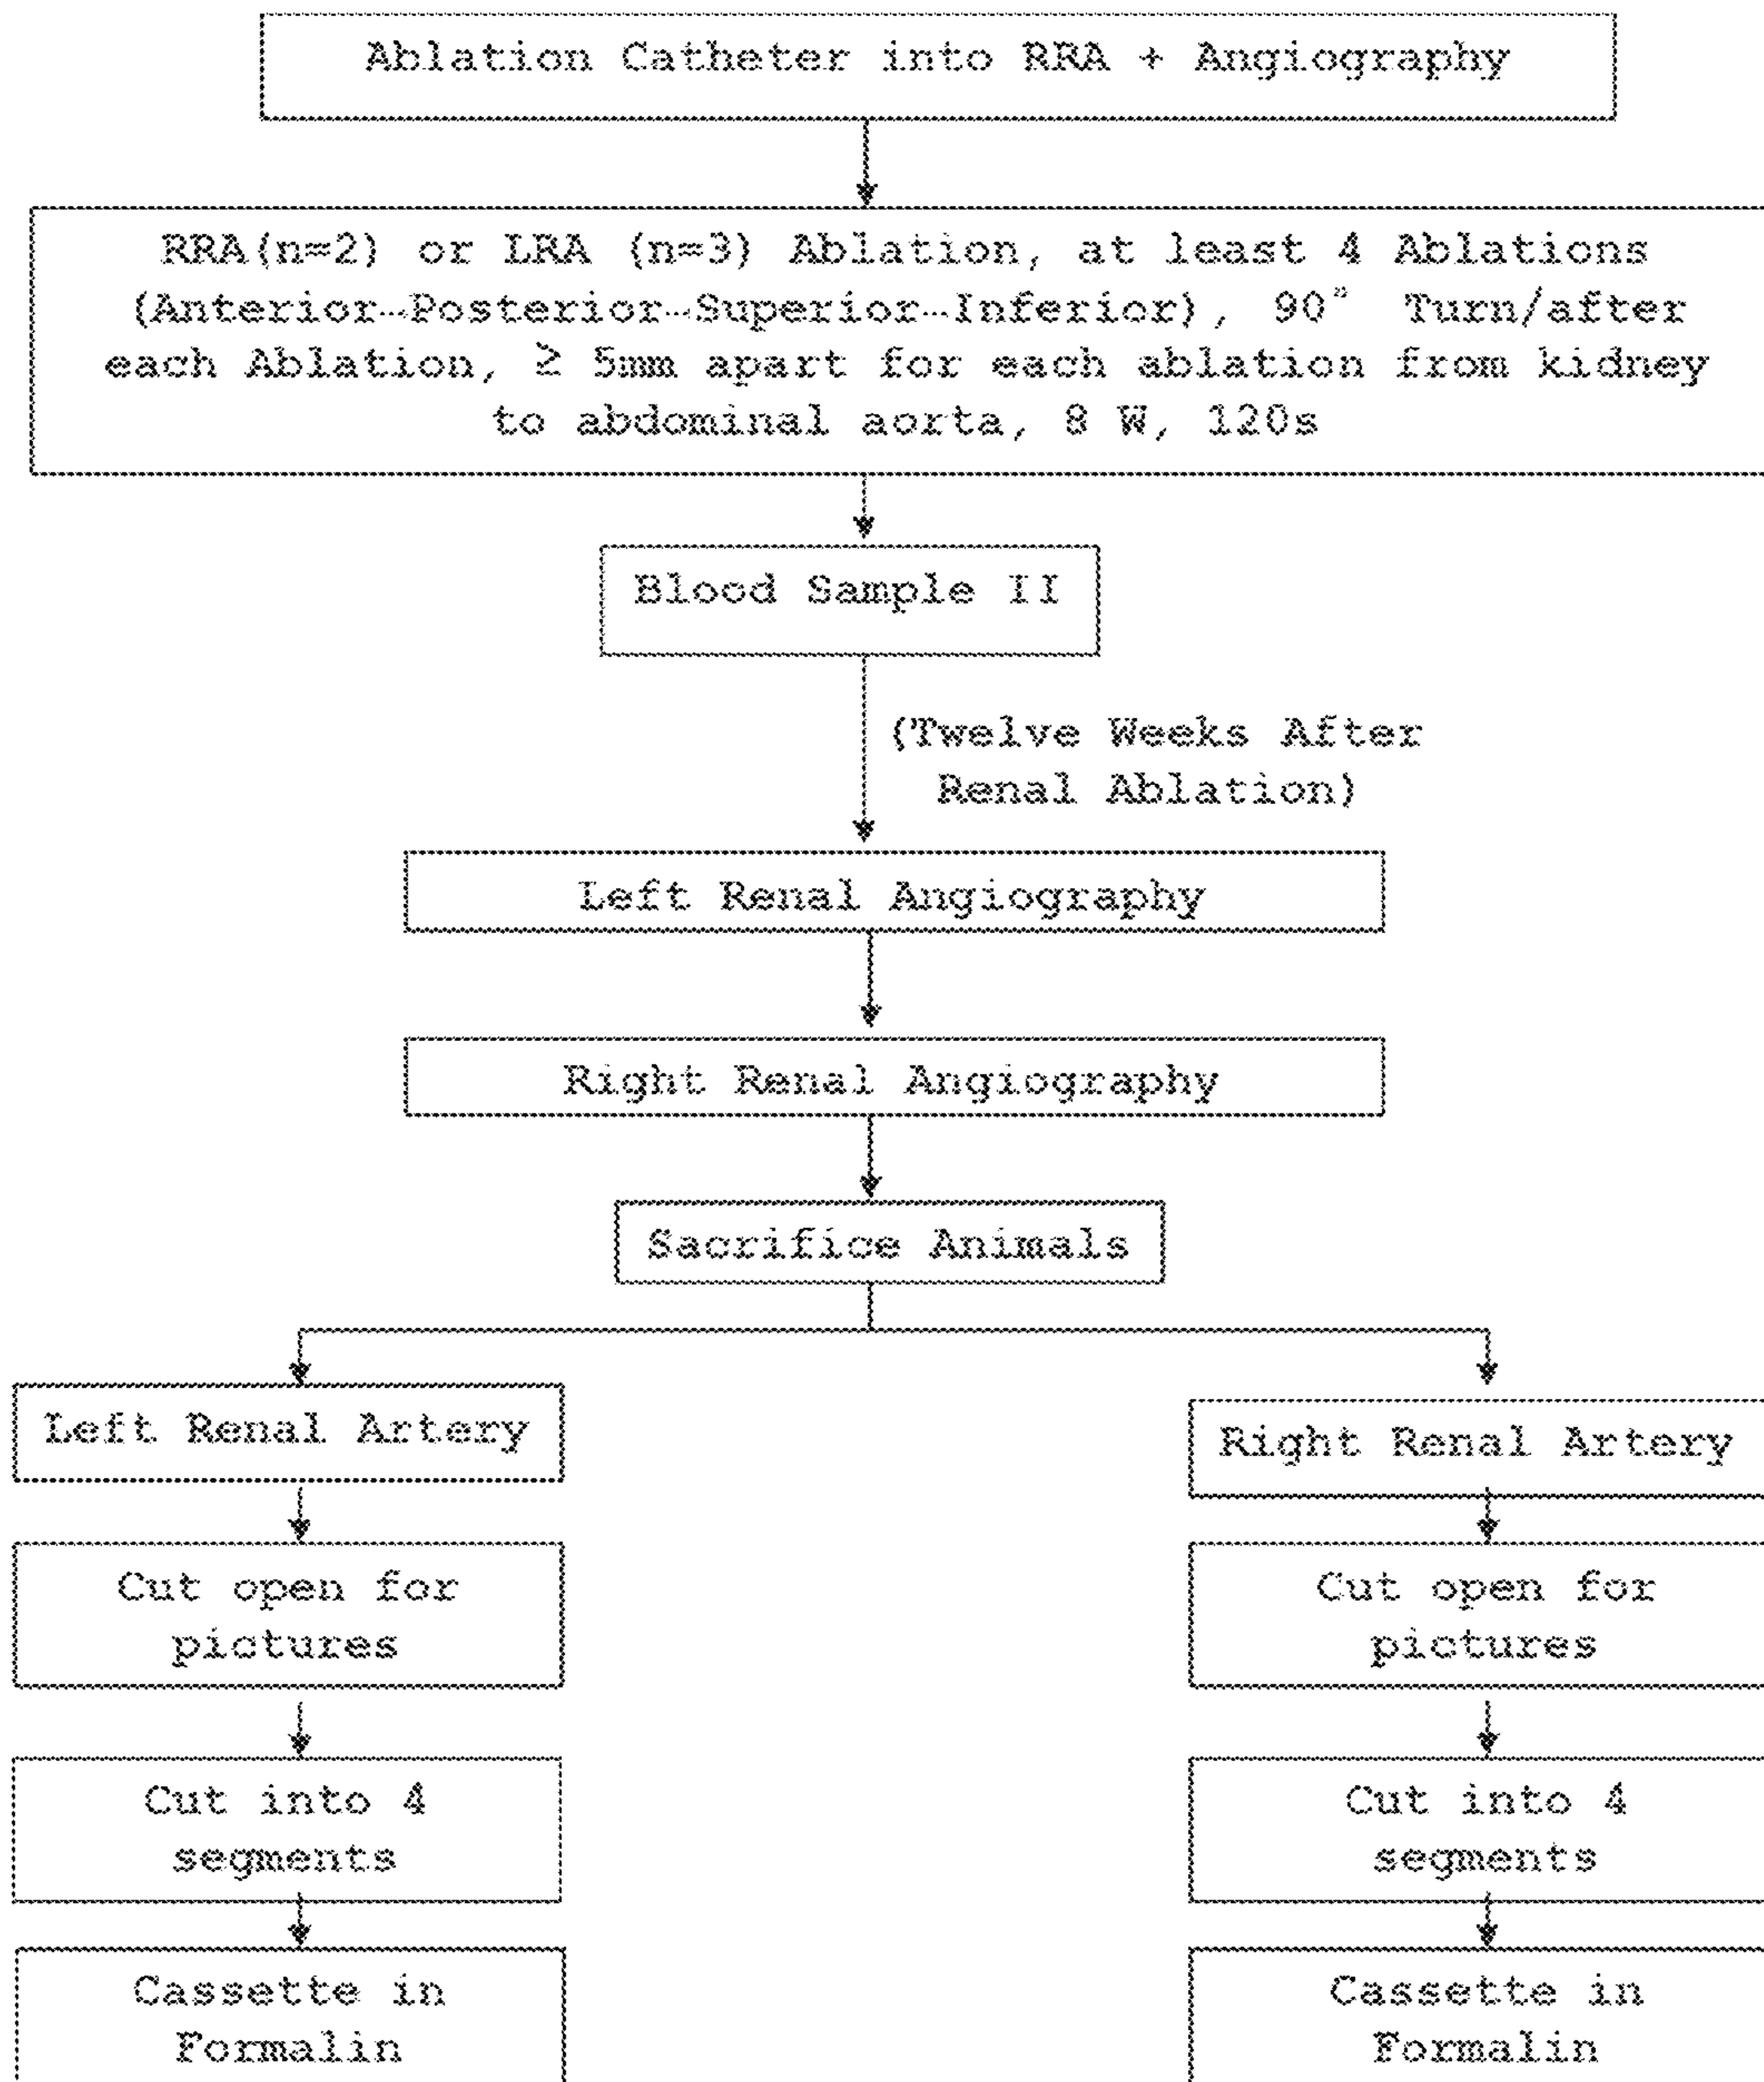 Ablation Catheter into RRA + Angiography
RRA(n=2) or LRA (n=3) Ablation, at least 4 Ablations
(Anterior-Posterior-Superior-Inferior), 90° Turn/after
each Ablation, ≥ 5mm apart for each ablation from kidney
to abdominal aorta, 8 W, 120s
Blood Sample II
(Twelve Weeks After
Renal Ablation)
Left Renal Angiography
Right Renal Angiography
Sacrifice Animals
Left Renal Artery
Right Renal Artery
Cut open for
pictures
Cut open for
pictures
Cut into 4
segments
Cut into 4
segments
Cassette in
Formalin
Cassette in
Formalin